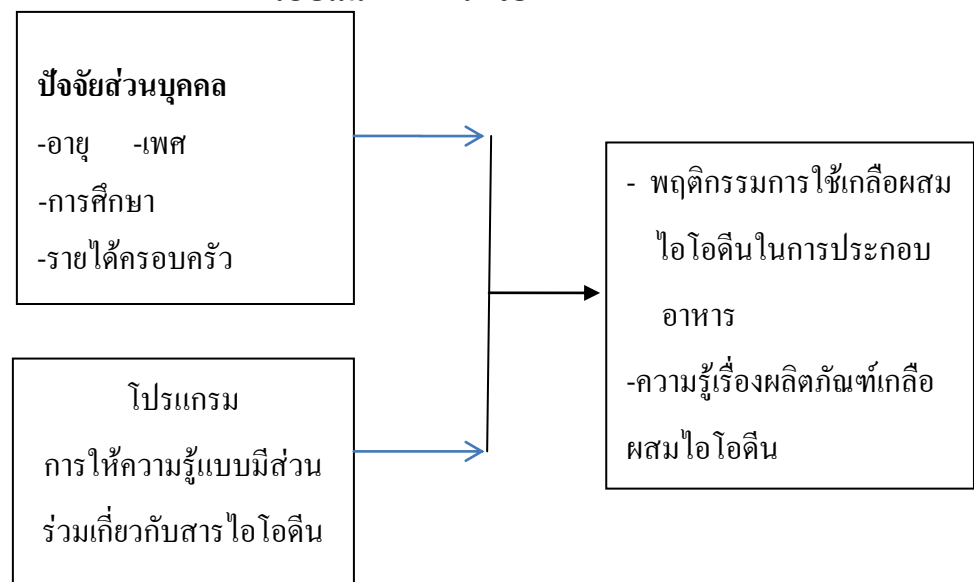 ปัจจัยส่วนบุคคล
-อายุ -เพศ
-การศึกษา
-รายได้ครอบครัว
โปรแกรม
การให้ความรู้แบบมีส่วน
ร่วมเกี่ยวกับสารไอโอดีน
- พฤติกรรมการใช้เกลือผสม
ไอโอดีนในการประกอบ
อาหาร
-ความรู้เรื่องผลิตภัณฑ์เกลือ
ผสมไอโอดีน